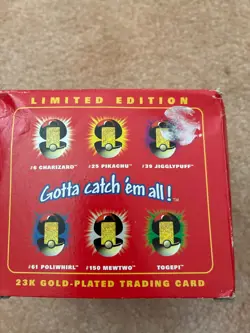 LIMITED EDITION
#6 CHARIZARD™ #25 PIKACHU™ #39 JIGGLYPUFF™
Gotta catch 'em all!™
#61 POLIWHIRL™ #150 MEWTWO™ TOGEPI™
23K GOLD-PLATED TRADING CARD